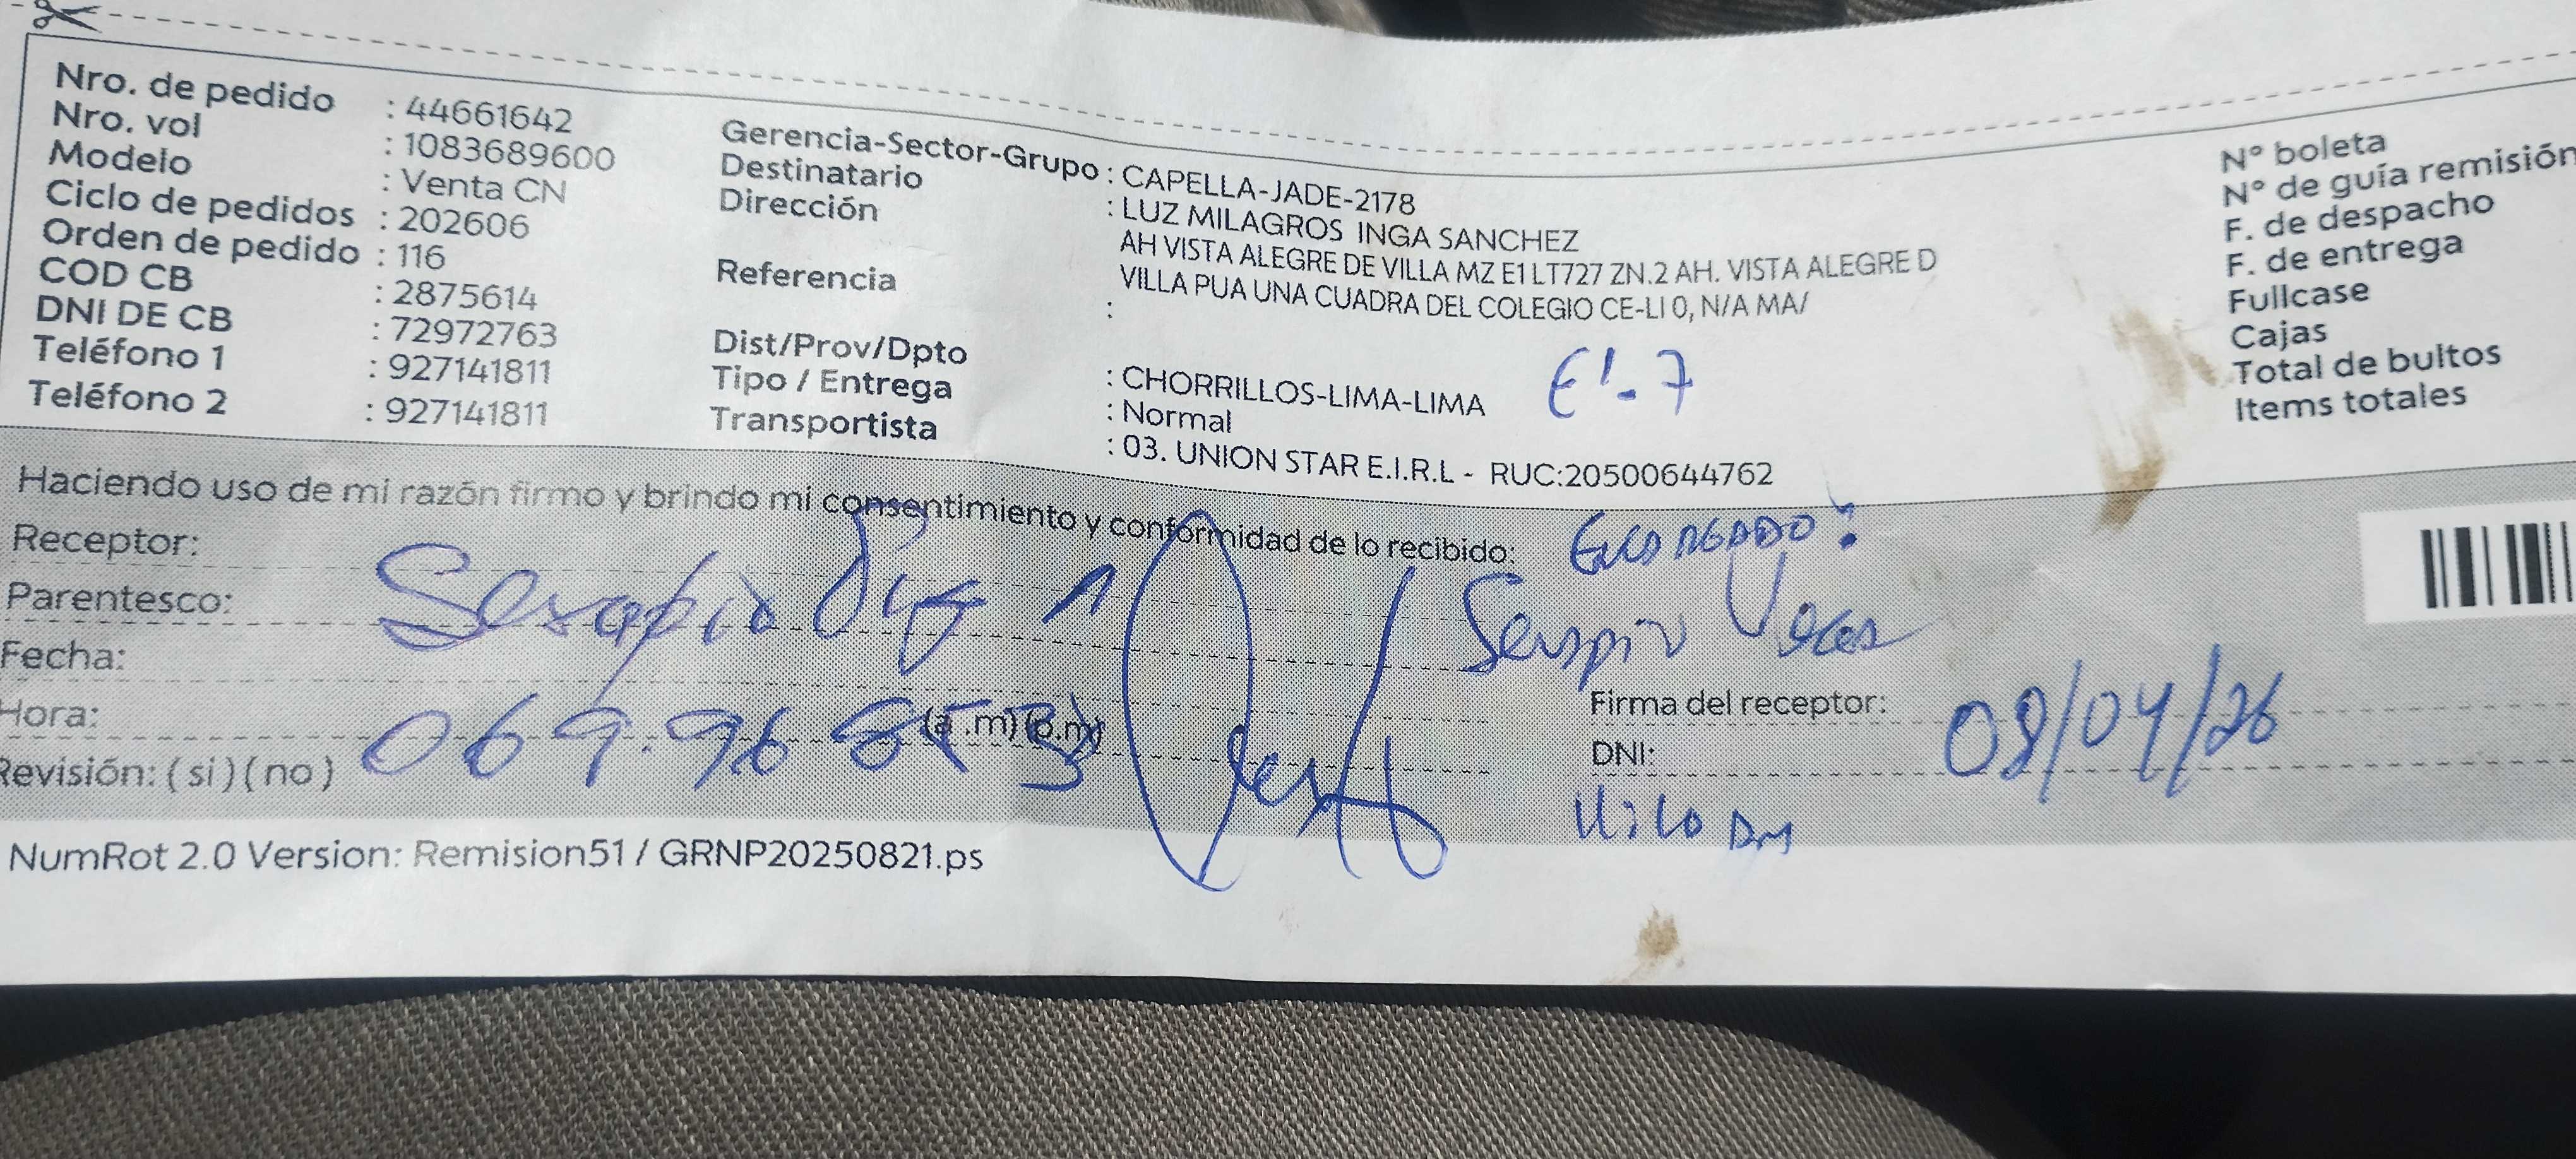 Nro. de pedido : 44661642
Nro. vol : 1083689600
Modelo : Venta CN
Ciclo de pedidos : 202606
Orden de pedido : 116
COD CB : 2875614
DNI DE CB : 72972763
Teléfono 1 : 927141811
Teléfono 2 : 927141811
Gerencia-Sector-Grupo : CAPELLA-JADE-2178
Destinatario : LUZ MILAGROS INGA SANCHEZ
Dirección AH VISTA ALEGRE DE VILLA MZ E1 LT727 ZN.2 AH. VISTA ALEGRE D
VILLA PUA UNA CUADRA DEL COLEGIO CE-LI 0, N/A MA/
Referencia :
Dist/Prov/Dpto : CHORRILLOS-LIMA-LIMA
E'-7
Tipo / Entrega : Normal
Transportista : 03. UNION STAR E.I.R.L - RUC:20500644762
N° boleta
N° de guía remisión
F. de despacho
F. de entrega
Fullcase
Cajas
Total de bultos
Items totales
Haciendo uso de mi razón firmo y brindo mi consentimiento y conformidad de lo recibido:
Receptor:
Parentesco:
Fecha:
Hora: (a.m) (p.m)
Revisión: ( si ) ( no )
Serapio
Firma del receptor:
DNI:
08/04/26
NumRot 2.0 Version: Remision51 / GRNP20250821.ps